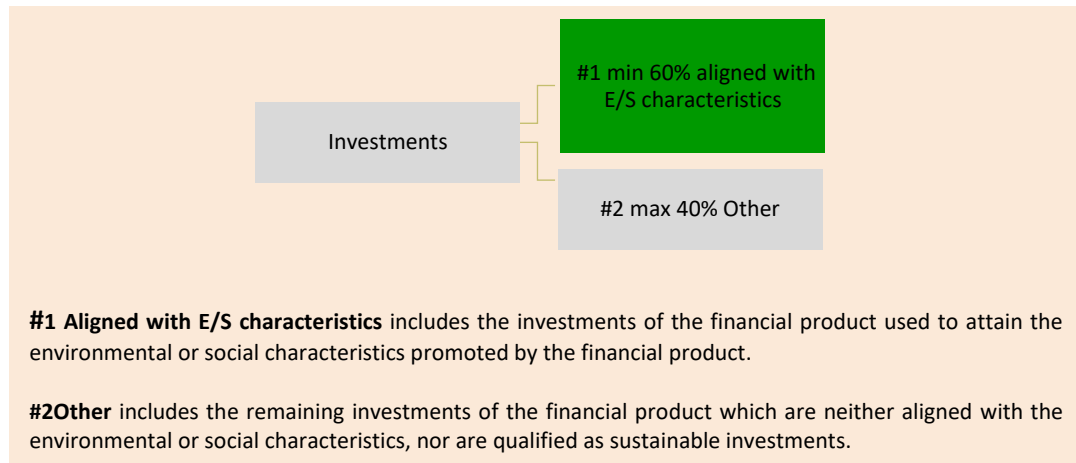 #1 min 60% aligned with
E/S characteristics
Investments
#2 max 40% Other
#1 Aligned with E/S characteristics includes the investments of the financial product used to attain the
environmental or social characteristics promoted by the financial product.
#2Other includes the remaining investments of the financial product which are neither aligned with the
environmental or social characteristics, nor are qualified as sustainable investments.